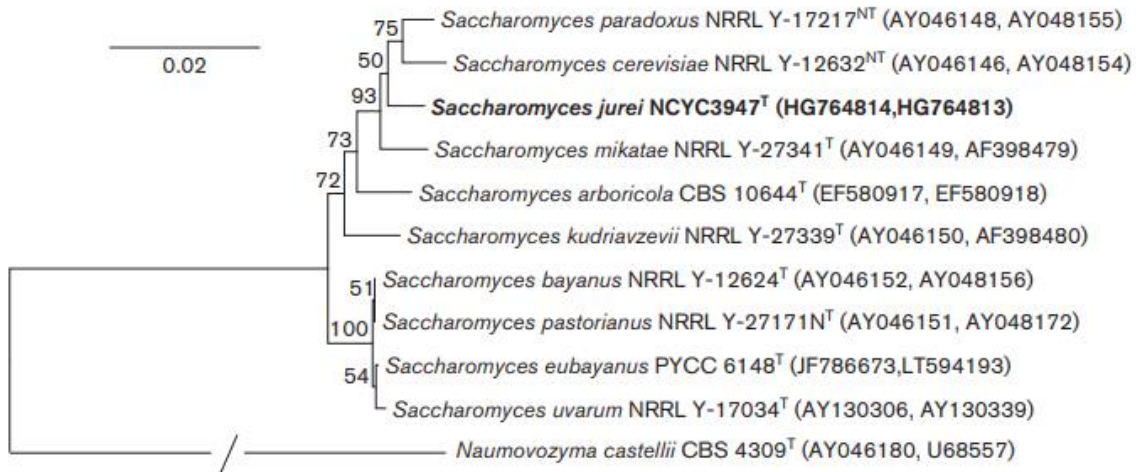 Saccharomyces paradoxus NRRL Y-17217NT (AY046148, AY048155)
75
0.02
50
Saccharomyces cerevisiae NRRL Y-12632NT (AY046146, AY048154)
93
Saccharomyces jurei NCYC3947T (HG764814,HG764813)
73
Saccharomyces mikatae NRRL Y-27341T (AY046149, AF398479)
72
Saccharomyces arboricola CBS 10644T (EF580917, EF580918)
Saccharomyces kudriavzevii NRRL Y-27339T (AY046150, AF398480)
51
Saccharomyces bayanus NRRL Y-12624T (AY046152, AY048156)
100
Saccharomyces pastorianus NRRL Y-27171NT (AY046151, AY048172)
54
Saccharomyces eubayanus PYCC 6148T (JF786673,LT594193)
Saccharomyces uvarum NRRL Y-17034T (AY130306, AY130339)
Naumovozyma castellii CBS 4309T (AY046180, U68557)